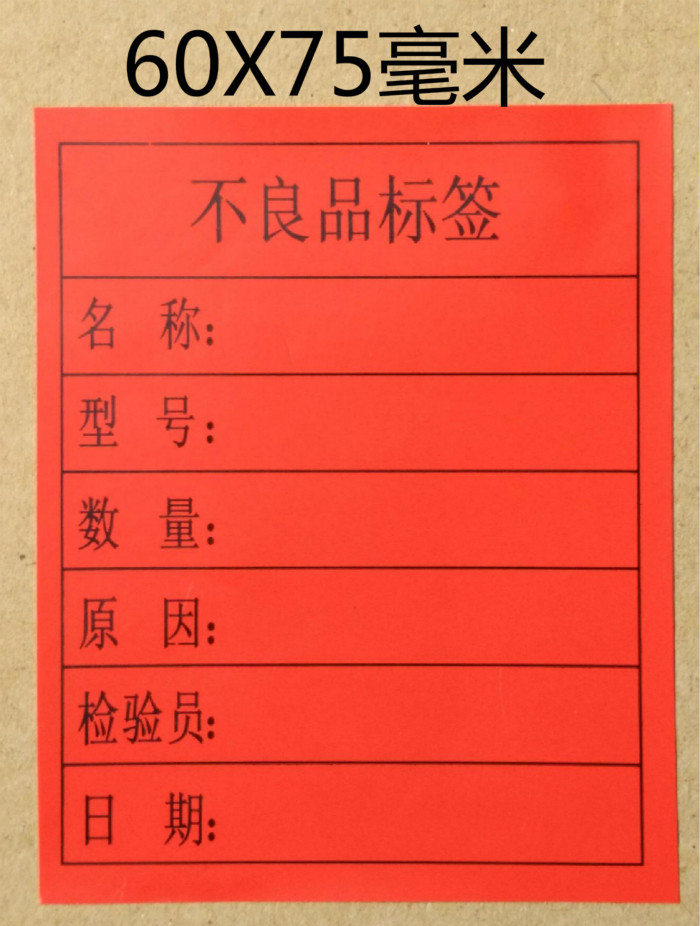 60X75毫米
不良品标签
名 称:
型 号:
数 量:
原 因:
检验员:
日 期: